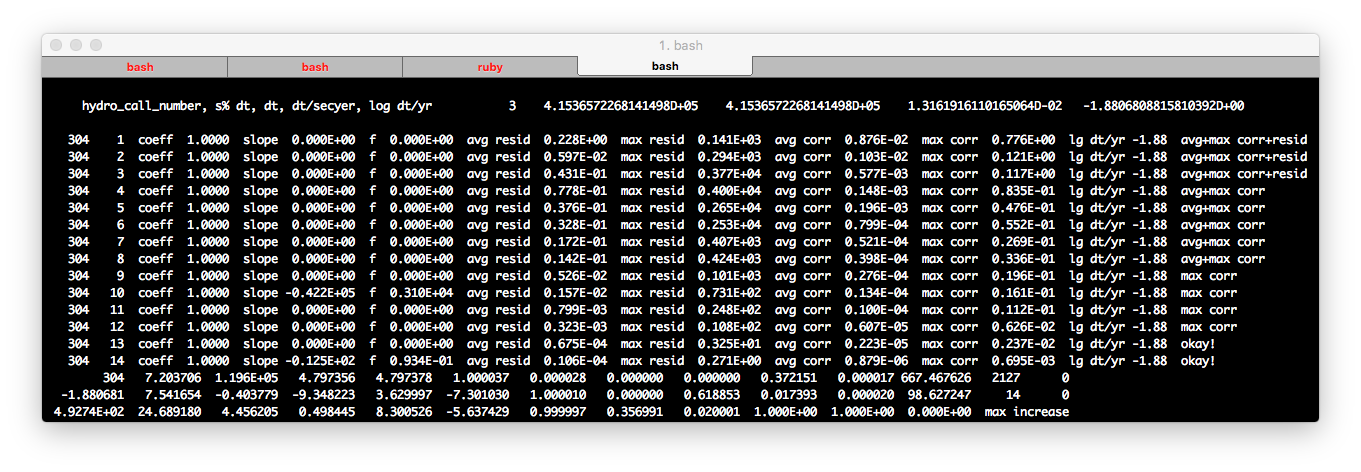 1. bash
bash bash ruby bash
hydro_call_number, s% dt, dt, dt/secyer, log dt/yr 3 4.1536572268141498D+05 4.1536572268141498D+05 1.3161916110165064D-02 -1.8806808815810392D+00
304 1 coeff 1.0000 slope 0.000E+00 f 0.000E+00 avg resid 0.228E+00 max resid 0.141E+03 avg corr 0.876E-02 max corr 0.776E+00 lg dt/yr -1.88 avg+max corr+resid
304 2 coeff 1.0000 slope 0.000E+00 f 0.000E+00 avg resid 0.597E-02 max resid 0.294E+03 avg corr 0.103E-02 max corr 0.121E+00 lg dt/yr -1.88 avg+max corr+resid
304 3 coeff 1.0000 slope 0.000E+00 f 0.000E+00 avg resid 0.431E-01 max resid 0.377E+04 avg corr 0.577E-03 max corr 0.117E+00 lg dt/yr -1.88 avg+max corr+resid
304 4 coeff 1.0000 slope 0.000E+00 f 0.000E+00 avg resid 0.778E-01 max resid 0.400E+04 avg corr 0.148E-03 max corr 0.835E-01 lg dt/yr -1.88 avg+max corr
304 5 coeff 1.0000 slope 0.000E+00 f 0.000E+00 avg resid 0.376E-01 max resid 0.265E+04 avg corr 0.196E-03 max corr 0.476E-01 lg dt/yr -1.88 avg+max corr
304 6 coeff 1.0000 slope 0.000E+00 f 0.000E+00 avg resid 0.328E-01 max resid 0.253E+04 avg corr 0.799E-04 max corr 0.552E-01 lg dt/yr -1.88 avg+max corr
304 7 coeff 1.0000 slope 0.000E+00 f 0.000E+00 avg resid 0.172E-01 max resid 0.407E+03 avg corr 0.521E-04 max corr 0.269E-01 lg dt/yr -1.88 avg+max corr
304 8 coeff 1.0000 slope 0.000E+00 f 0.000E+00 avg resid 0.142E-01 max resid 0.424E+03 avg corr 0.398E-04 max corr 0.336E-01 lg dt/yr -1.88 avg+max corr
304 9 coeff 1.0000 slope 0.000E+00 f 0.000E+00 avg resid 0.526E-02 max resid 0.101E+03 avg corr 0.276E-04 max corr 0.196E-01 lg dt/yr -1.88 max corr
304 10 coeff 1.0000 slope -0.422E+05 f 0.310E+04 avg resid 0.157E-02 max resid 0.731E+02 avg corr 0.134E-04 max corr 0.161E-01 lg dt/yr -1.88 max corr
304 11 coeff 1.0000 slope 0.000E+00 f 0.000E+00 avg resid 0.799E-03 max resid 0.248E+02 avg corr 0.100E-04 max corr 0.112E-01 lg dt/yr -1.88 max corr
304 12 coeff 1.0000 slope 0.000E+00 f 0.000E+00 avg resid 0.323E-03 max resid 0.108E+02 avg corr 0.607E-05 max corr 0.626E-02 lg dt/yr -1.88 max corr
304 13 coeff 1.0000 slope 0.000E+00 f 0.000E+00 avg resid 0.675E-04 max resid 0.325E+01 avg corr 0.223E-05 max corr 0.237E-02 lg dt/yr -1.88 okay!
304 14 coeff 1.0000 slope -0.125E+02 f 0.934E-01 avg resid 0.106E-04 max resid 0.271E+00 avg corr 0.879E-06 max corr 0.695E-03 lg dt/yr -1.88 okay!
304 7.203706 1.196E+05 4.797356 4.797378 1.000037 0.000028 0.000000 0.000000 0.372151 0.000017 667.467626 2127 0
-1.880681 7.541654 -0.403779 -9.348223 3.629997 -7.301030 1.000010 0.000000 0.618853 0.017393 0.000020 98.627247 14 0
4.9274E+02 24.689180 4.456205 0.498445 8.300526 -5.637429 0.999997 0.356991 0.020001 1.000E+00 1.000E+00 0.000E+00 max increase